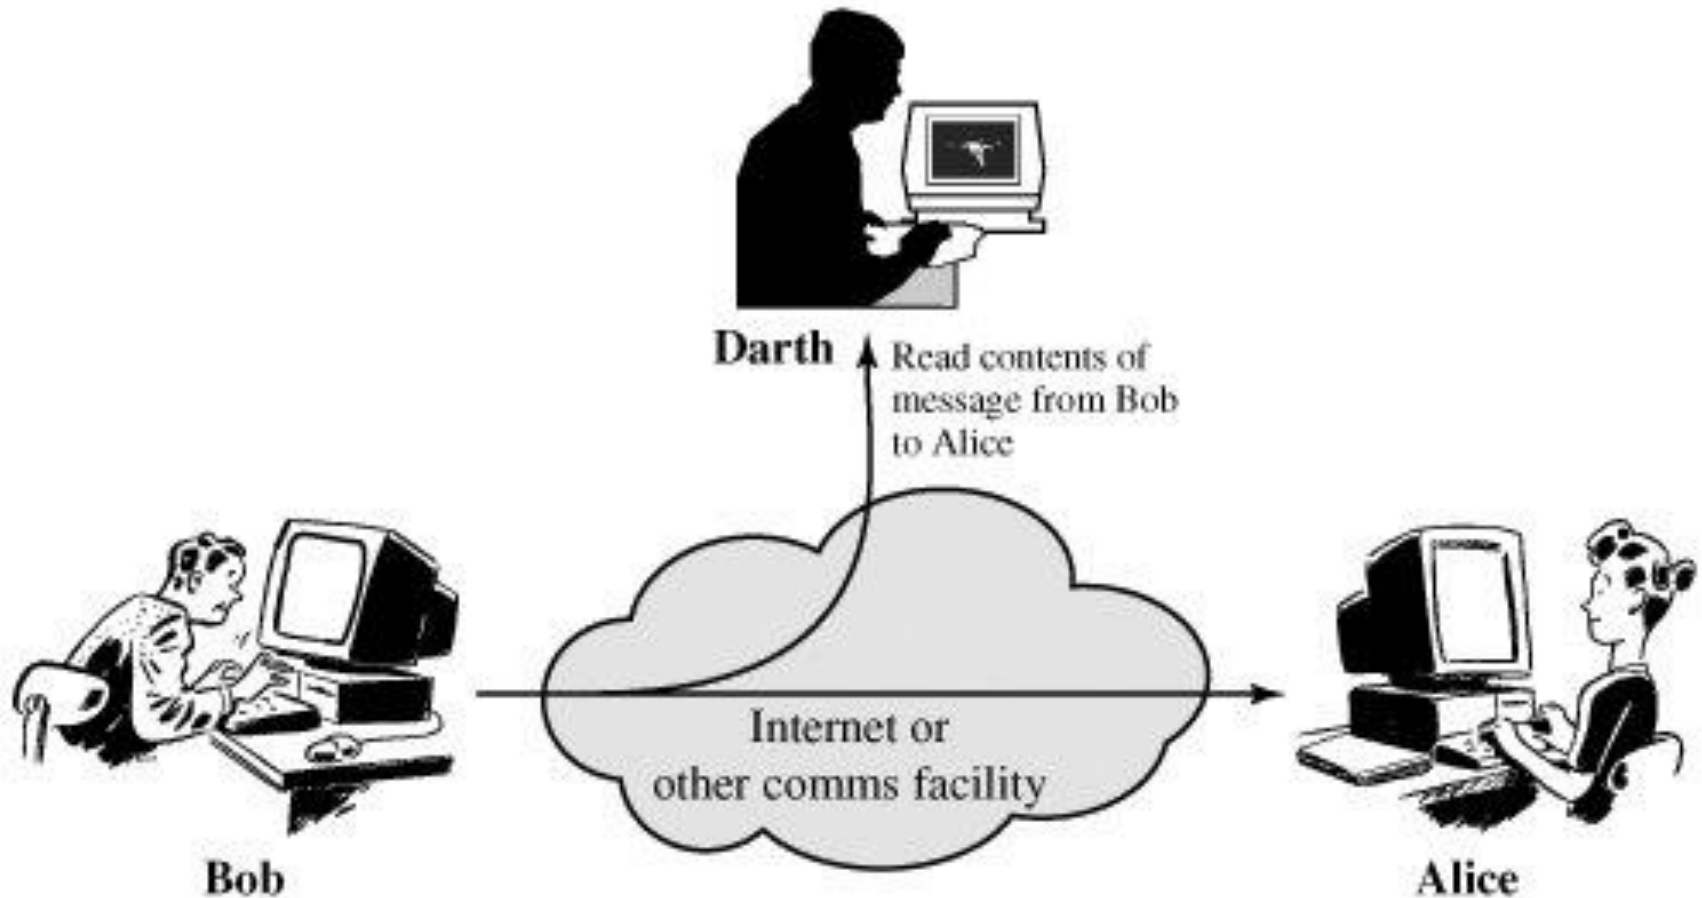 Darth
Read contents of
message from Bob
to Alice
Internet or
other comms facility
Bob
Alice